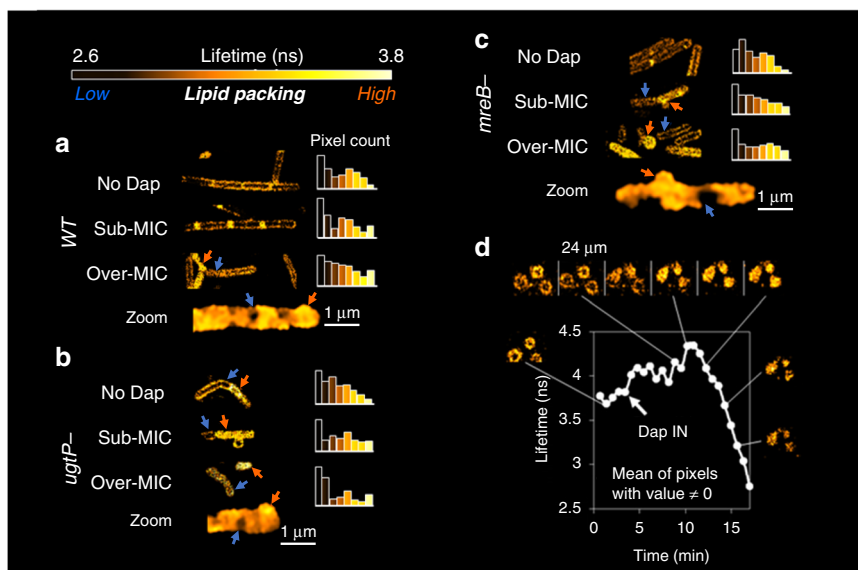 2.6 Lifetime (ns) 3.8
Low Lipid packing High
a
Pixel count
WT
No Dap
Sub-MIC
Over-MIC
Zoom
1 µm
b
ugtP–
No Dap
Sub-MIC
Over-MIC
Zoom
1 µm
c
mreB–
No Dap
Sub-MIC
Over-MIC
Zoom
1 µm
d
24 µm
Lifetime (ns)
4.5
4
3.5
3
2.5
Dap IN
Mean of pixels
with value ≠ 0
0 5 10 15
Time (min)